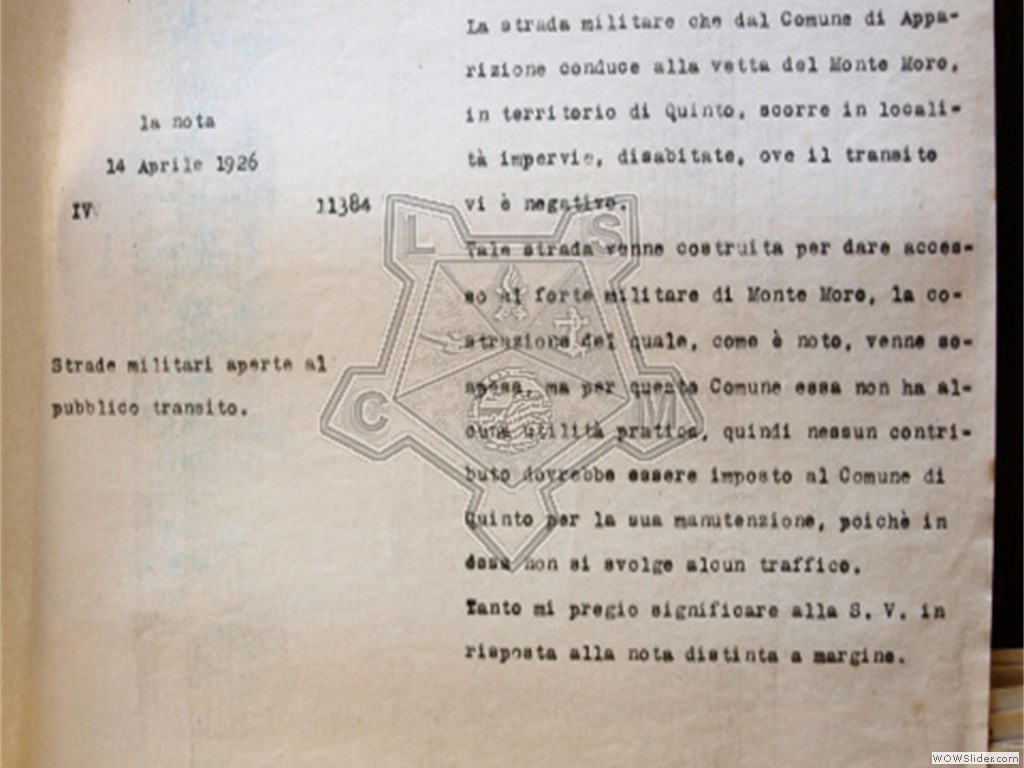 la nota
14 Aprile 1926
IV 11384
Strade militari aperte al
pubblico transito.
La strada militare che dal Comune di Appa-
rizione conduce alla vetta del Monte Moro,
in territorio di Quinto, scorre in locali-
tà impervie, disabitate, ove il transito
vi è negativo.
Tale strada venne costruita per dare acces-
so al forte militare di Monte Moro, la co-
struzione del quale, come è noto, venne so-
spesa, ma per questo Comune essa non ha al-
cuna utilità pratica, quindi nessun contri-
buto dovrebbe essere imposto al Comune di
Quinto per la sua manutenzione, poichè in
essa non si svolge alcun traffico.
Tanto mi pregio significare alla S. V. in
risposta alla nota distinta a margine.
L S
C M
WOWSlider.com